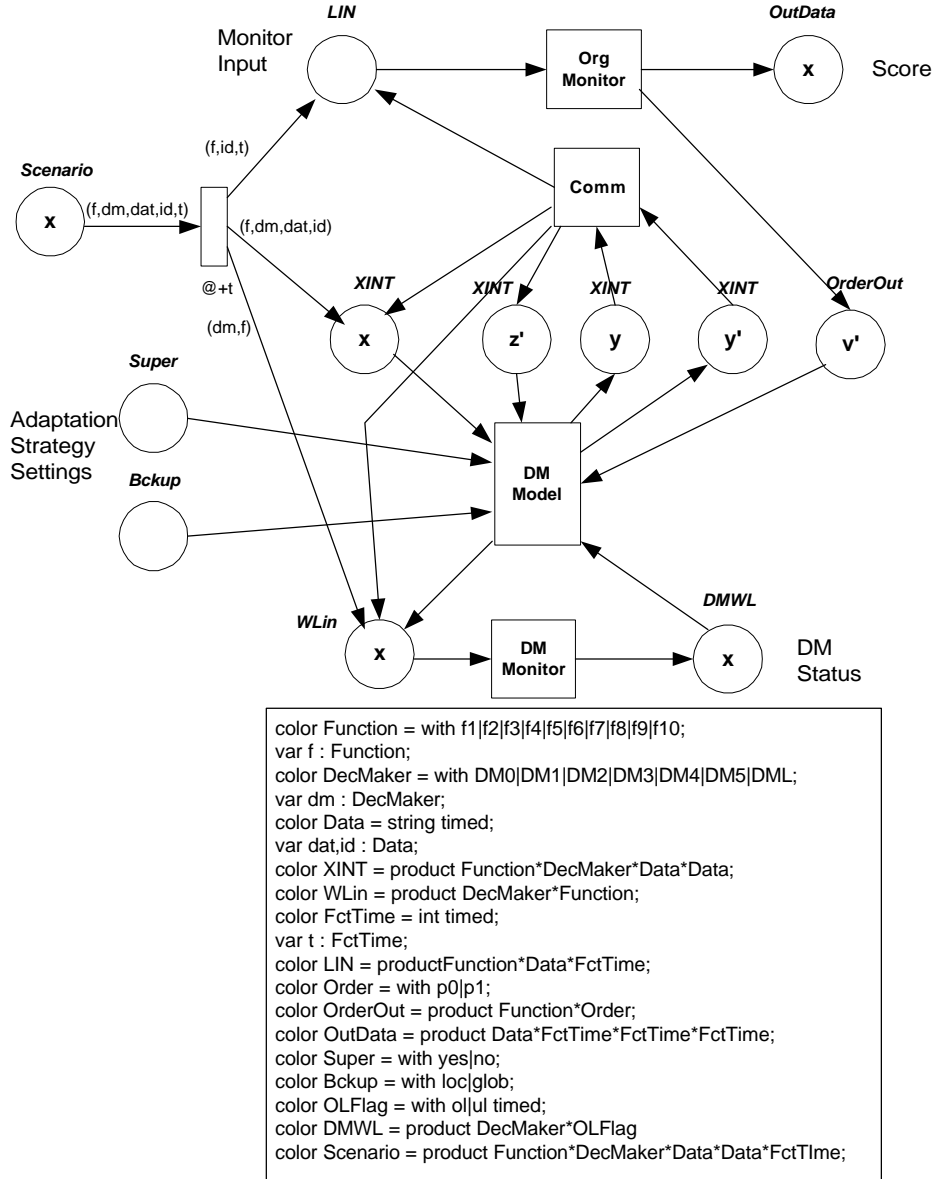 LIN
OutData
Monitor
Input
Org
Monitor
x
Score
(f,id,t)
Scenario
Comm
x
(f,dm,dat,id,t)
(f,dm,dat,id)
@+t
XINT
XINT
XINT
XINT
OrderOut
(dm,f)
x
z'
y
y'
v'
Super
Adaptation
Strategy
Settings
DM
Model
Bckup
WLin
DMWL
x
DM
Monitor
x
DM
Status
color Function = with f1|f2|f3|f4|f5|f6|f7|f8|f9|f10;
var f : Function;
color DecMaker = with DM0|DM1|DM2|DM3|DM4|DM5|DML;
var dm : DecMaker;
color Data = string timed;
var dat,id : Data;
color XINT = product Function*DecMaker*Data*Data;
color WLin = product DecMaker*Function;
color FctTime = int timed;
var t : FctTime;
color LIN = productFunction*Data*FctTime;
color Order = with p0|p1;
color OrderOut = product Function*Order;
color OutData = product Data*FctTime*FctTime*FctTime;
color Super = with yes|no;
color Bckup = with loc|glob;
color OLFlag = with ol|ul timed;
color DMWL = product DecMaker*OLFlag
color Scenario = product Function*DecMaker*Data*Data*FctTIme;